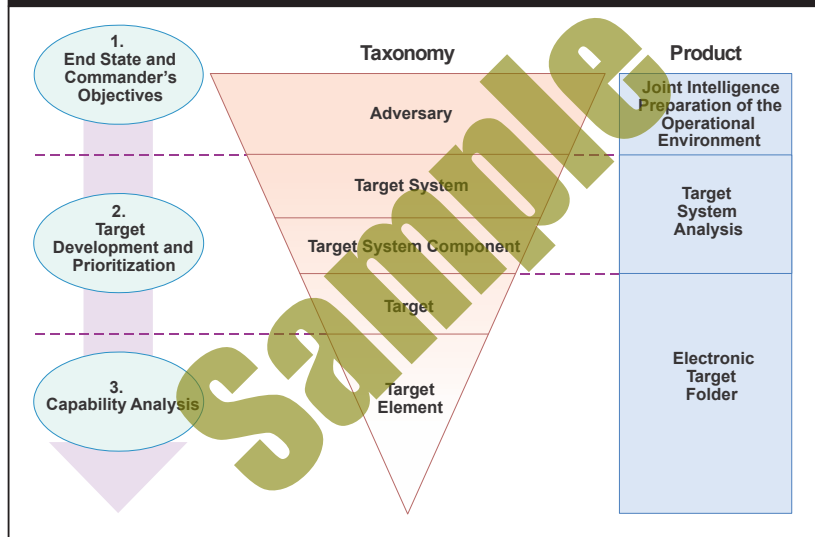 1.
End State and
Commander's
Objectives
2.
Target
Development and
Prioritization
3.
Capability Analysis
Taxonomy
Adversary
Target System
Target System Component
Target
Target
Element
Product
Joint Intelligence
Preparation of the
Operational
Environment
Target
System
Analysis
Electronic
Target
Folder
Sample